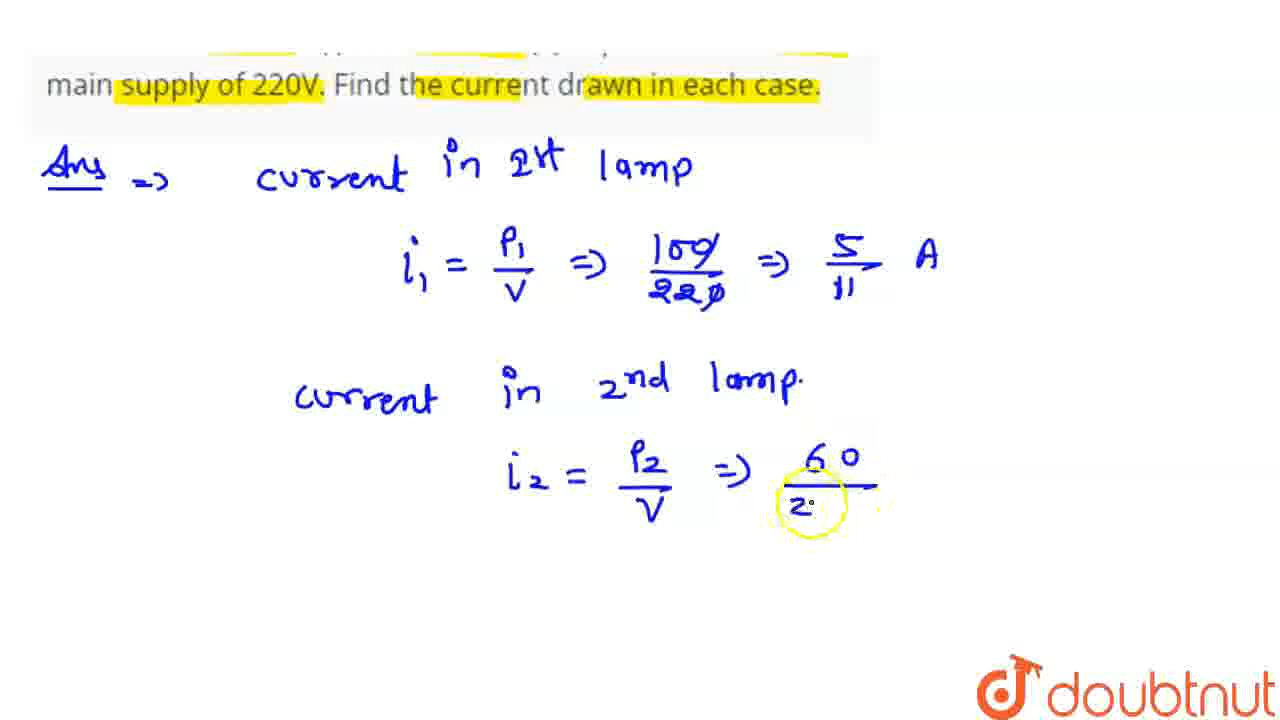 main supply of 220V. Find the current drawn in each case.
Ans => current in 21st lamp
i1 = P1/V => 100/220 => 5/11 A
current in 2nd lamp.
i2 = P2/V => 60/2
doubtnut